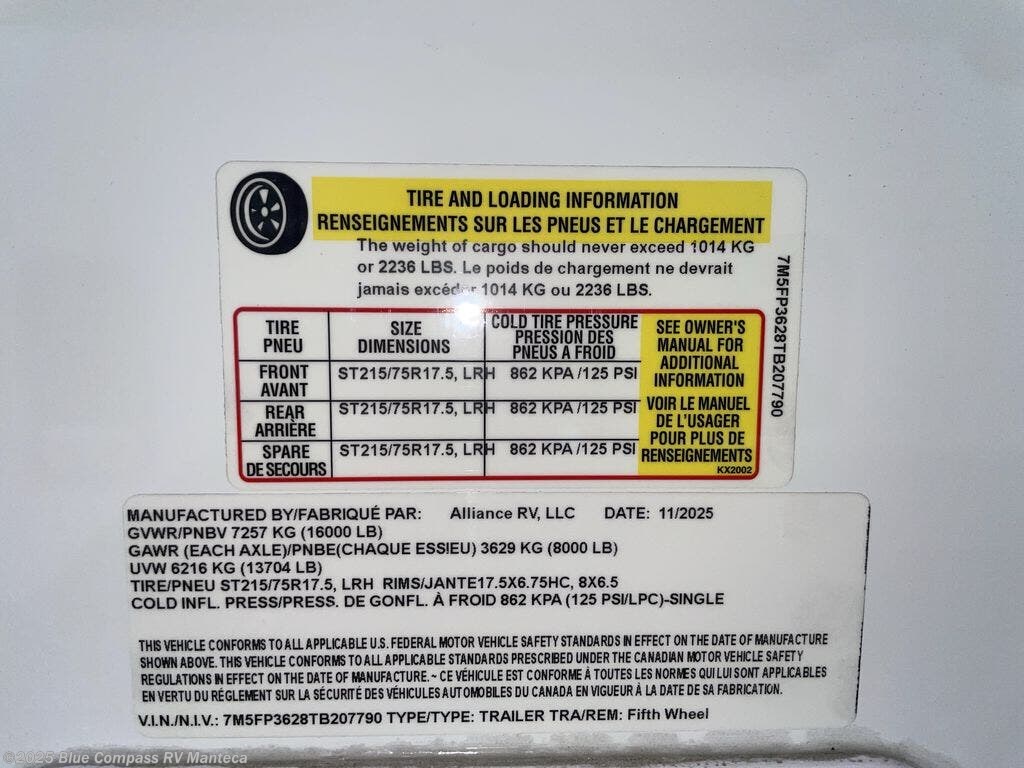 TIRE AND LOADING INFORMATION
RENSEIGNEMENTS SUR LES PNEUS ET LE CHARGEMENT
The weight of cargo should never exceed 1014 KG
or 2236 LBS. Le poids de chargement ne devrait
jamais excéder 1014 KG ou 2236 LBS.
7M5FP3628TB207790
TIRE
PNEU
SIZE
DIMENSIONS
COLD TIRE PRESSURE
PRESSION DES
PNEUS A FROID
FRONT
AVANT
ST215/75R17.5, LRH 862 KPA /125 PSI
REAR
ARRIÈRE
ST215/75R17.5, LRH 862 KPA /125 PSI
SPARE
DE SECOURS
ST215/75R17.5, LRH 862 KPA /125 PSI
SEE OWNER'S
MANUAL FOR
ADDITIONAL
INFORMATION
VOIR LE MANUEL
DE L'USAGER
POUR PLUS DE
RENSEIGNEMENTS
KX2002
MANUFACTURED BY/FABRIQUÉ PAR: Alliance RV, LLC DATE: 11/2025
GVWR/PNBV 7257 KG (16000 LB)
GAWR (EACH AXLE)/PNBE(CHAQUE ESSIEU) 3629 KG (8000 LB)
UVW 6216 KG (13704 LB)
TIRE/PNEU ST215/75R17.5, LRH RIMS/JANTE17.5X6.75HC, 8X6.5
COLD INFL. PRESS/PRESS. DE GONFL. À FROID 862 KPA (125 PSI/LPC)-SINGLE
THIS VEHICLE CONFORMS TO ALL APPLICABLE U.S. FEDERAL MOTOR VEHICLE SAFETY STANDARDS IN EFFECT ON THE DATE OF MANUFACTURE
SHOWN ABOVE. THIS VEHICLE CONFORMS TO ALL APPLICABLE STANDARDS PRESCRIBED UNDER THE CANADIAN MOTOR VEHICLE SAFETY
REGULATIONS IN EFFECT ON THE DATE OF MANUFACTURE. ~ CE VÉHICULE EST CONFORME À TOUTES LES NORMES QUI LUI SONT APPLICABLES
EN VERTU DU RÉGLEMENT SUR LA SÉCURITÉ DES VÉHICULES AUTOMOBILES DU CANADA EN VIGUEUR À LA DATE DE SA FABRICATION.
V.I.N./N.I.V.: 7M5FP3628TB207790 TYPE/TYPE: TRAILER TRA/REM: Fifth Wheel
©2025 Blue Compass RV Manteca